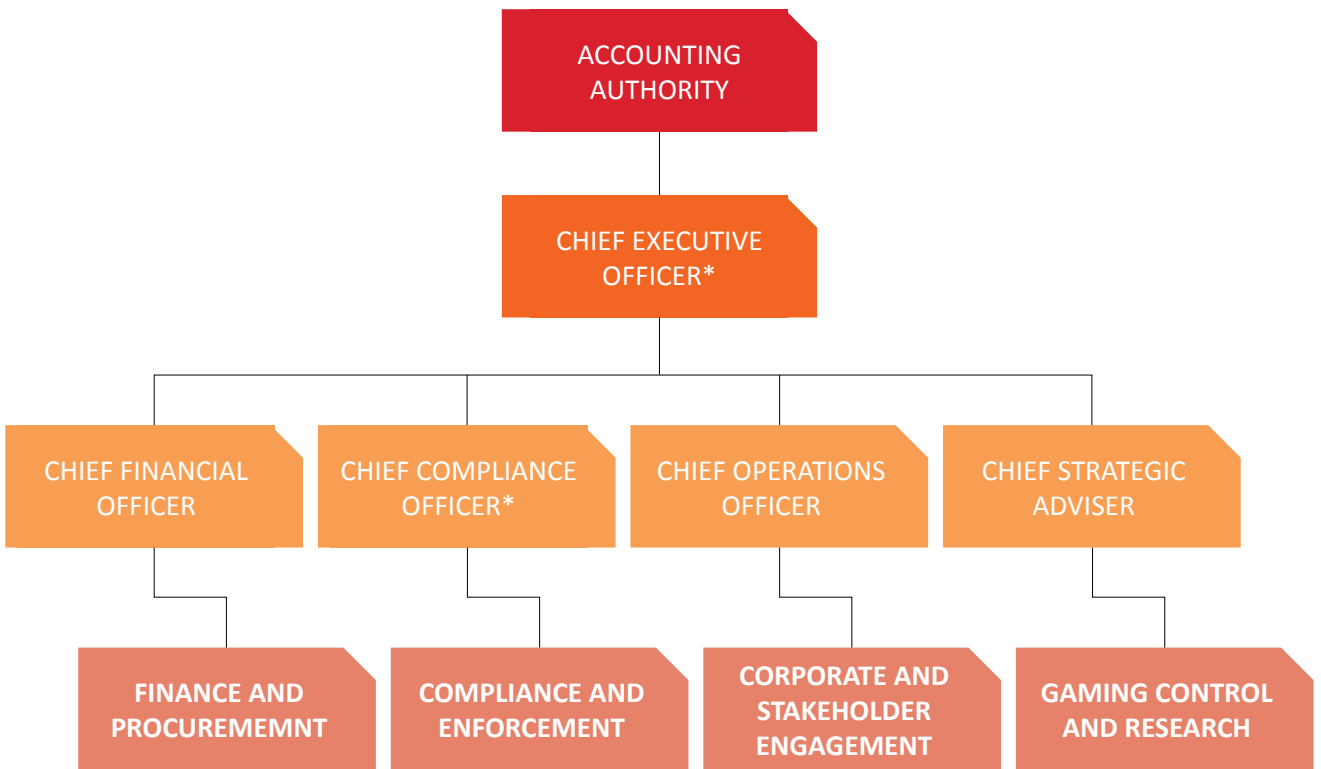 ACCOUNTING
AUTHORITY
CHIEF EXECUTIVE
OFFICER*
CHIEF FINANCIAL
OFFICER
CHIEF COMPLIANCE
OFFICER*
CHIEF OPERATIONS
OFFICER
CHIEF STRATEGIC
ADVISER
FINANCE AND
PROCUREMEMNT
COMPLIANCE AND
ENFORCEMENT
CORPORATE AND
STAKEHOLDER
ENGAGEMENT
GAMING CONTROL
AND RESEARCH